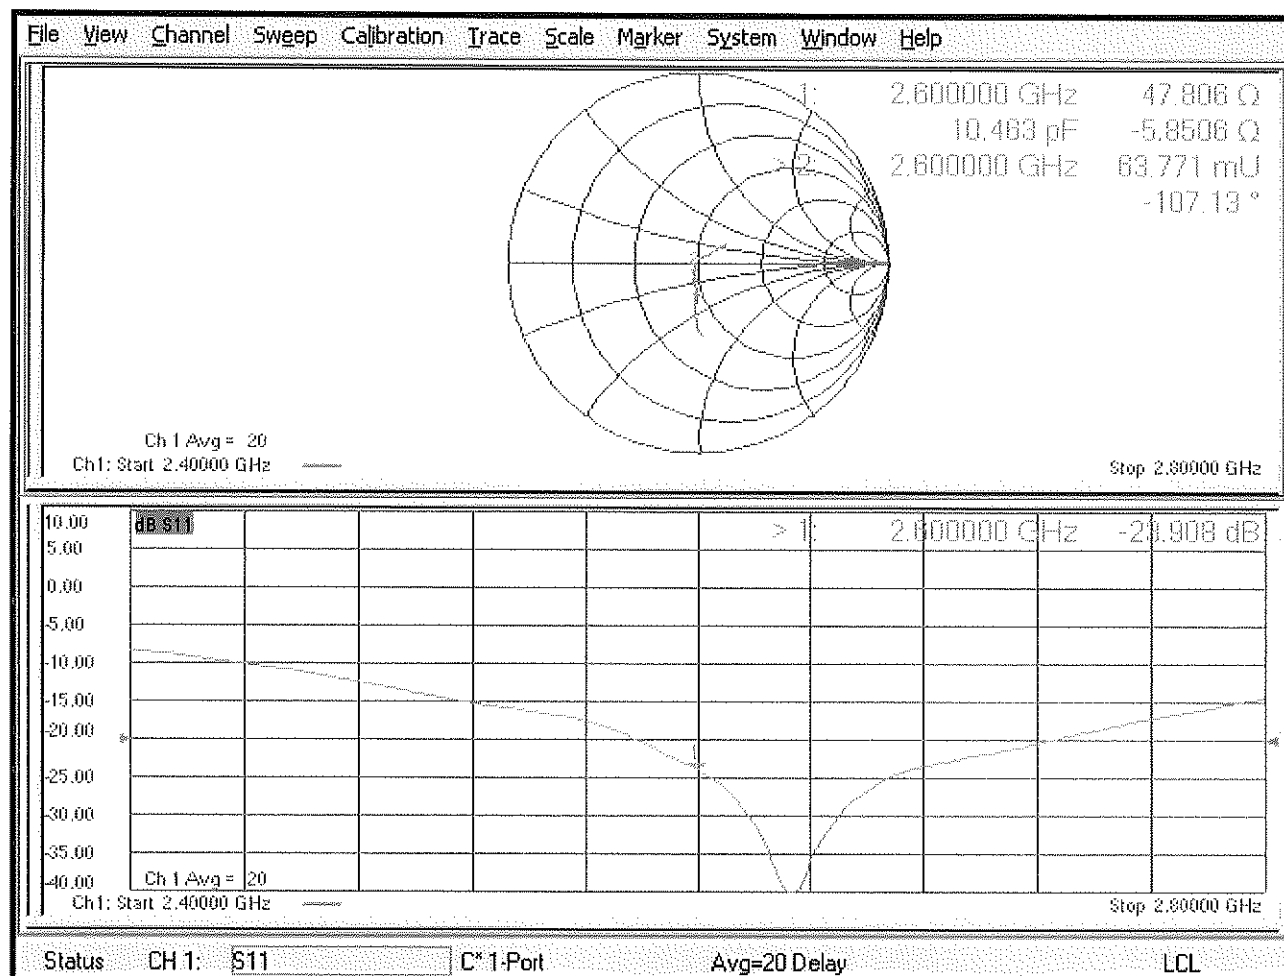 File View Channel Sweep Calibration Trace Scale Marker System Window Help
1: 2.600000 GHz 47.806 Ω
10.463 pF -5.8506 Ω
> 2: 2.600000 GHz 63.771 mU
-107.13 °
Ch 1 Avg = 20
Ch1: Start 2.40000 GHz Stop 2.80000 GHz
10.00 dB S11 > 1: 2.600000 GHz -23.908 dB
5.00
0.00
-5.00
-10.00
-15.00
-20.00
-25.00
-30.00
-35.00
-40.00 Ch 1 Avg = 20
Ch1: Start 2.40000 GHz Stop 2.80000 GHz
Status CH 1: S11 C* 1-Port Avg=20 Delay LCL